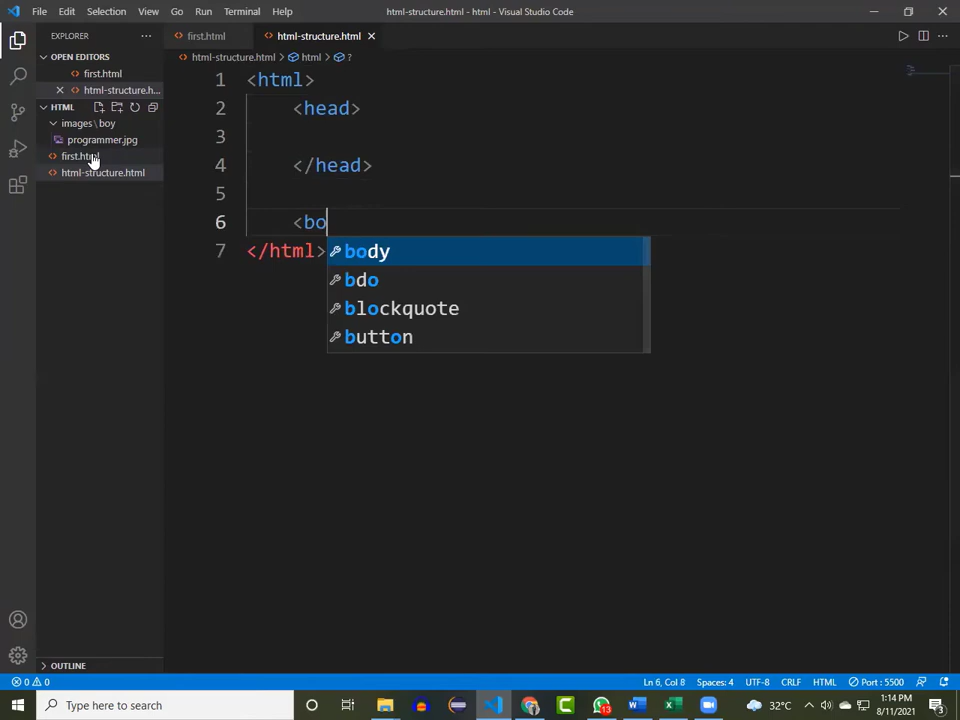 File Edit Selection View Go Run Terminal Help
html-structure.html - html - Visual Studio Code
EXPLORER ···
first.html
html-structure.html
OPEN EDITORS
first.html
html-structure.h...
html-structure.html > html > ?
HTML
images \ boy
programmer.jpg
first.html
html-structure.html
1 <html>
2 <head>
3
4 </head>
5
6 <bo
7 </html>
body
bdo
blockquote
button
OUTLINE
0 0
Ln 6, Col 8 Spaces: 4 UTF-8 CRLF HTML Port : 5500
Type here to search
13
32°C
1:14 PM
8/11/2021
3